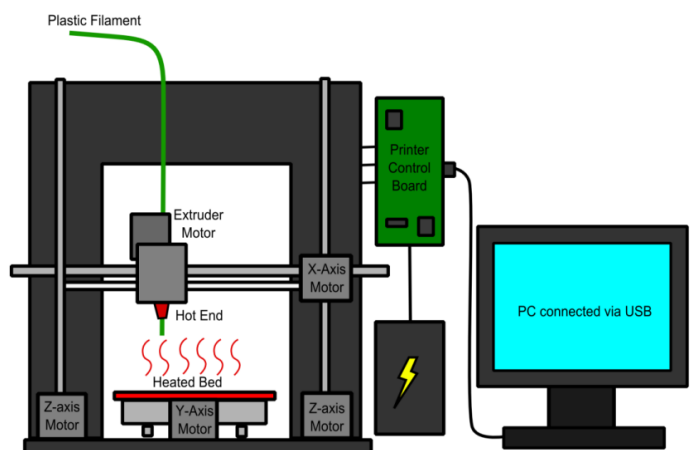 Plastic Filament
Printer
Control
Board
Extruder
Motor
X-Axis
Motor
Hot End
PC connected via USB
Heated Bed
Z-axis
Motor
Y-Axis
Motor
Z-axis
Motor